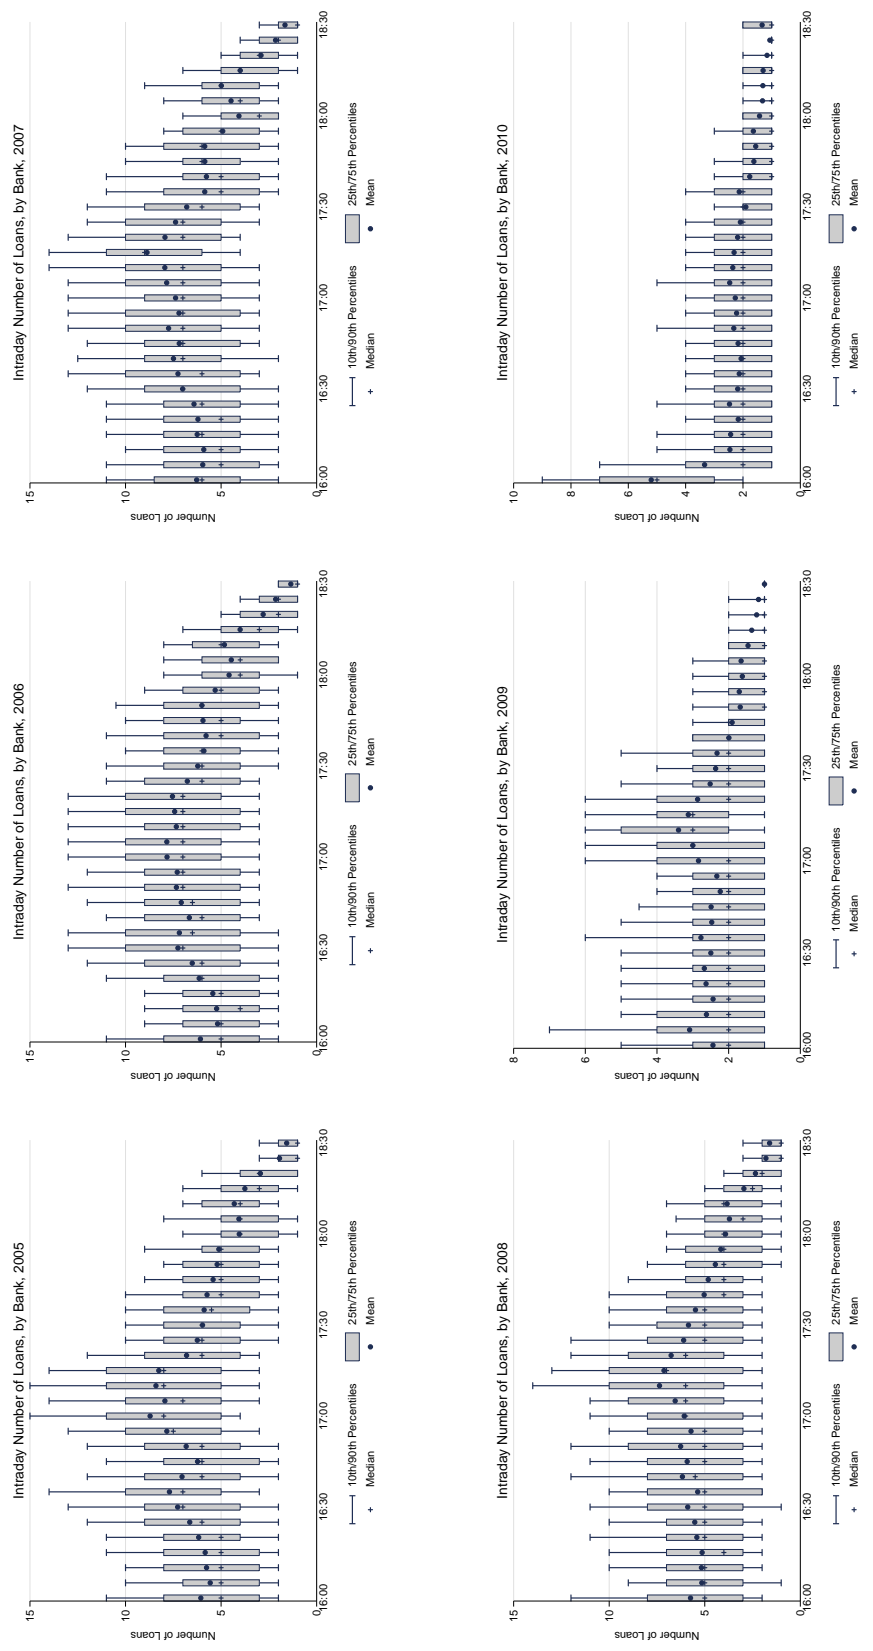 Intraday Number of Loans, by Bank, 2005
Number of Loans
15
10
5
0
16:00 16:30 17:00 17:30 18:00 18:30
10th/90th Percentiles 25th/75th Percentiles
Median Mean
Intraday Number of Loans, by Bank, 2006
Number of Loans
15
10
5
0
16:00 16:30 17:00 17:30 18:00 18:30
10th/90th Percentiles 25th/75th Percentiles
Median Mean
Intraday Number of Loans, by Bank, 2007
Number of Loans
15
10
5
0
16:00 16:30 17:00 17:30 18:00 18:30
10th/90th Percentiles 25th/75th Percentiles
Median Mean
Intraday Number of Loans, by Bank, 2008
Number of Loans
15
10
5
0
16:00 16:30 17:00 17:30 18:00 18:30
10th/90th Percentiles 25th/75th Percentiles
Median Mean
Intraday Number of Loans, by Bank, 2009
Number of Loans
8
6
4
2
0
16:00 16:30 17:00 17:30 18:00 18:30
10th/90th Percentiles 25th/75th Percentiles
Median Mean
Intraday Number of Loans, by Bank, 2010
Number of Loans
10
8
6
4
2
0
16:00 16:30 17:00 17:30 18:00 18:30
10th/90th Percentiles 25th/75th Percentiles
Median Mean